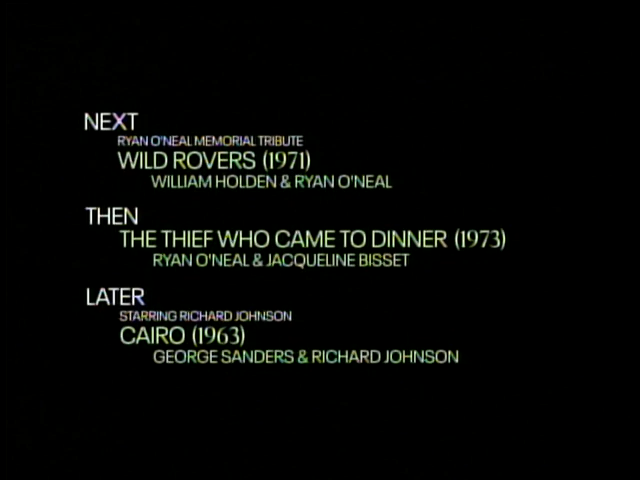 NEXT
RYAN O'NEAL MEMORIAL TRIBUTE
WILD ROVERS (1971)
WILLIAM HOLDEN & RYAN O'NEAL
THEN
THE THIEF WHO CAME TO DINNER (1973)
RYAN O'NEAL & JACQUELINE BISSET
LATER
STARRING RICHARD JOHNSON
CAIRO (1963)
GEORGE SANDERS & RICHARD JOHNSON